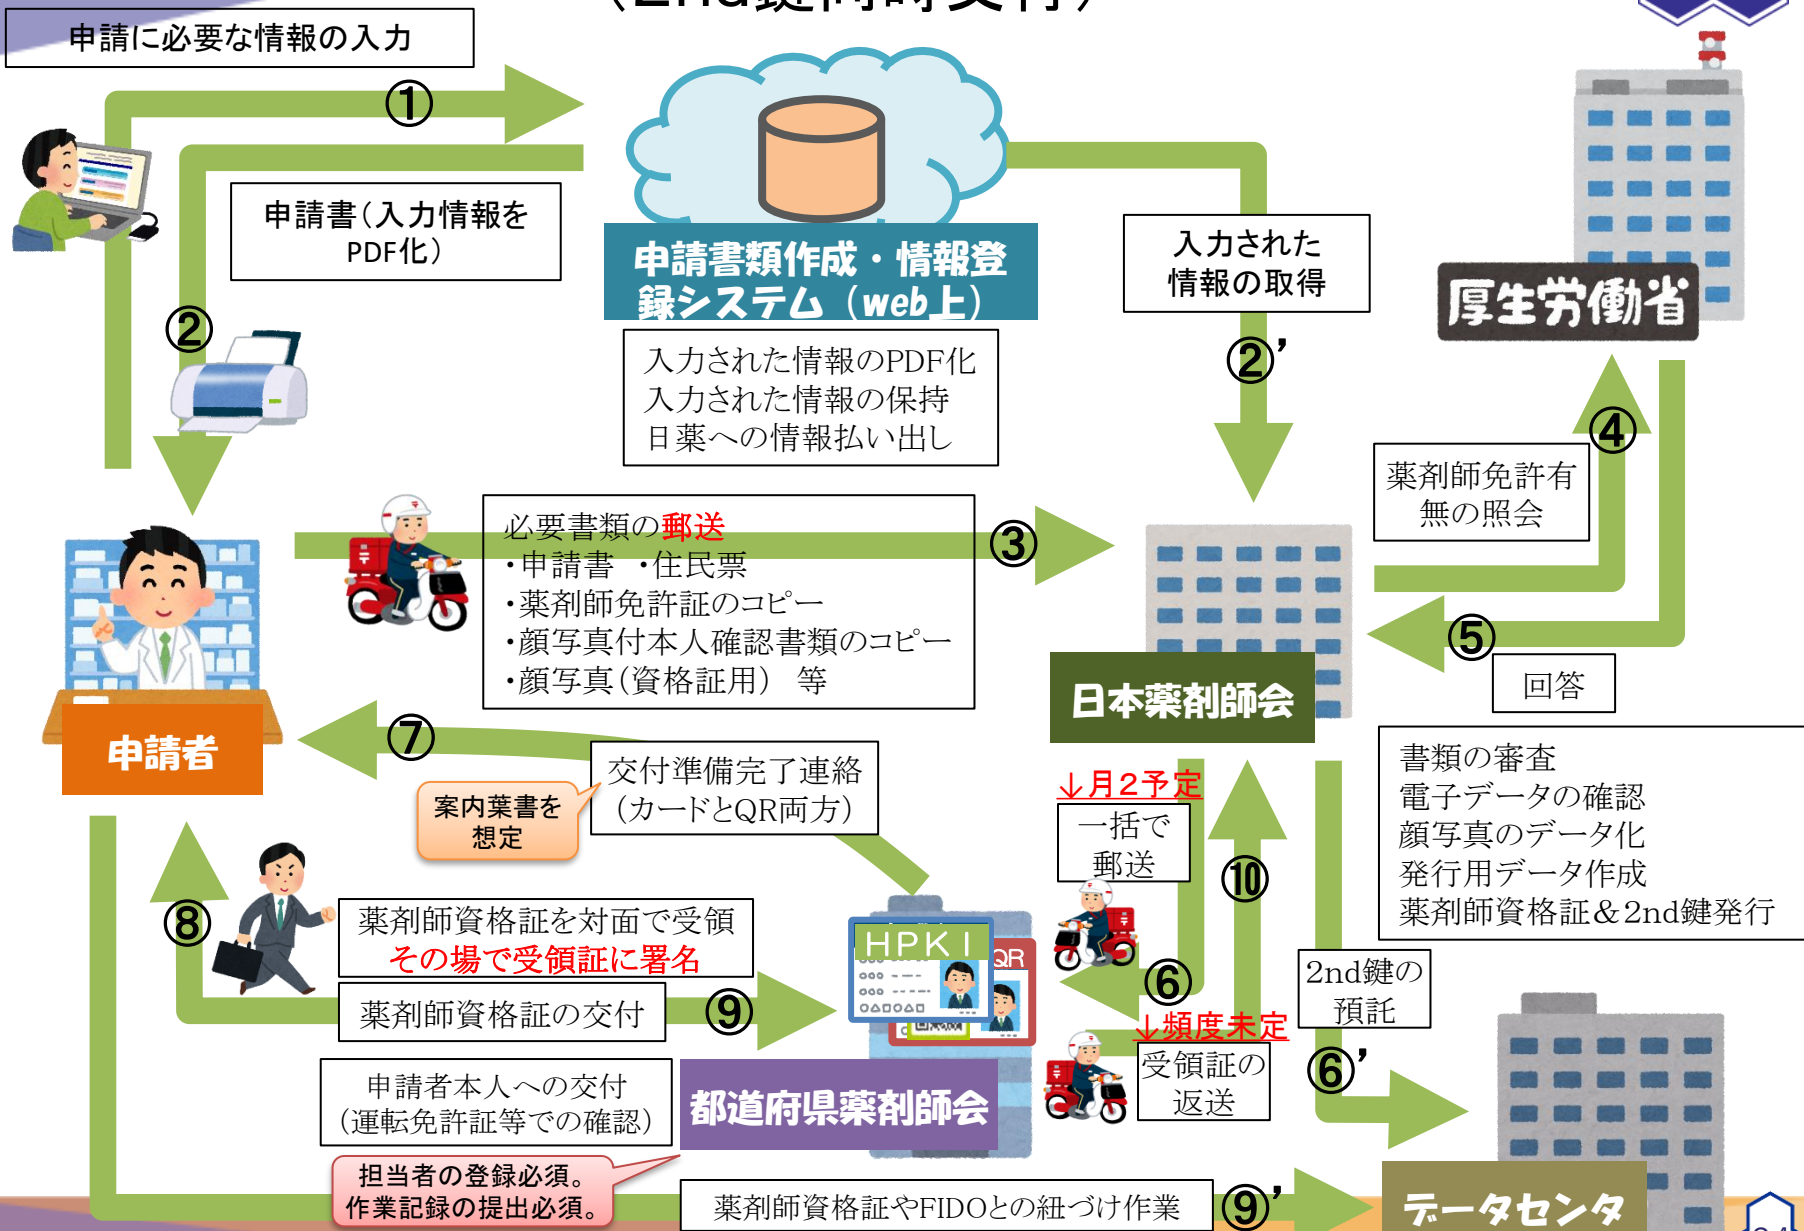 （2nd鍵同時交付）
申請に必要な情報の入力
①
②
申請書（入力情報を
PDF化）
申請書類作成・情報登
録システム（web上）
入力された情報のPDF化
入力された情報の保持
日薬への情報払い出し
入力された
情報の取得
②’
厚生労働省
④
薬剤師免許有
無の照会
⑤
回答
必要書類の郵送
・申請書 ・住民票
・薬剤師免許証のコピー
・顔写真付本人確認書類のコピー
・顔写真（資格証用） 等
③
日本薬剤師会
申請者
⑦
交付準備完了連絡
（カードとQR両方）
案内葉書を
想定
↓月2予定
一括で
郵送
⑥
⑩
書類の審査
電子データの確認
顔写真のデータ化
発行用データ作成
薬剤師資格証＆2nd鍵発行
⑧
薬剤師資格証を対面で受領
その場で受領証に署名
薬剤師資格証の交付
⑨
HPKI
QR
都道府県薬剤師会
申請者本人への交付
（運転免許証等での確認）
担当者の登録必須。
作業記録の提出必須。
↓頻度未定
受領証の
返送
2nd鍵の
預託
⑥’
薬剤師資格証やFIDOとの紐づけ作業
⑨’
データセンタ